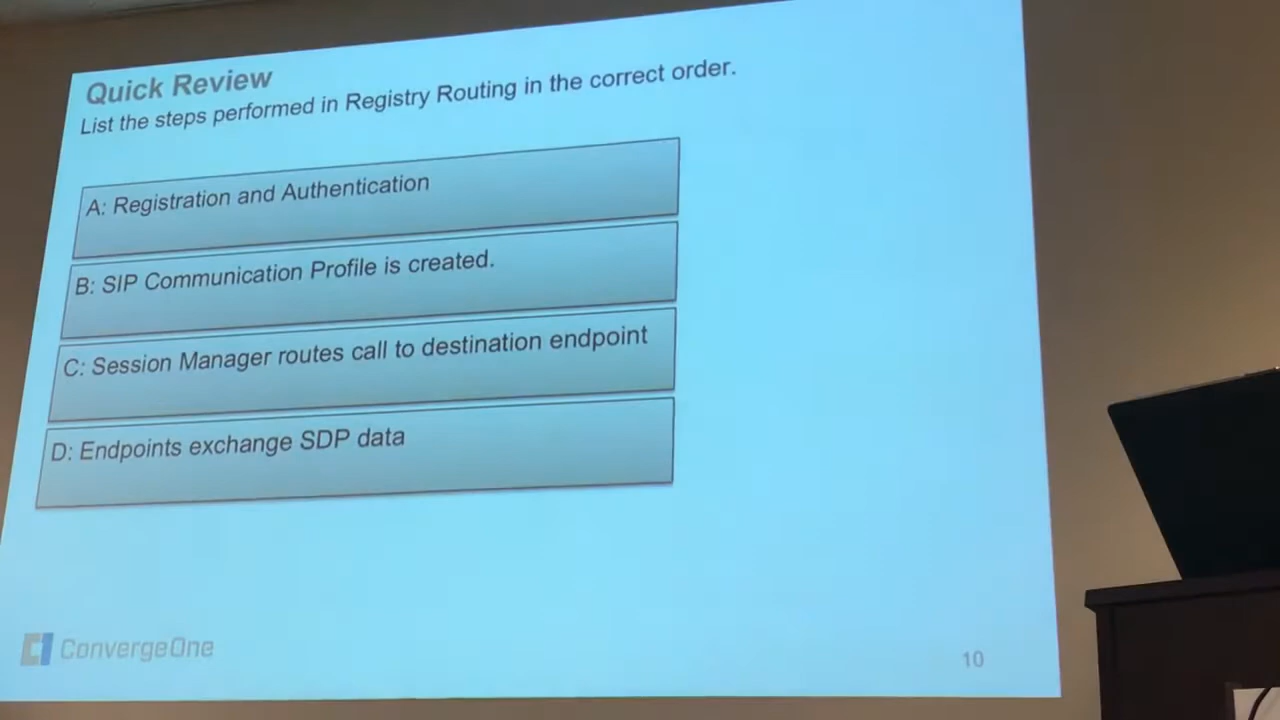 Quick Review
List the steps performed in Registry Routing in the correct order.
A: Registration and Authentication
B: SIP Communication Profile is created.
C: Session Manager routes call to destination endpoint
D: Endpoints exchange SDP data
ConvergeOne
10